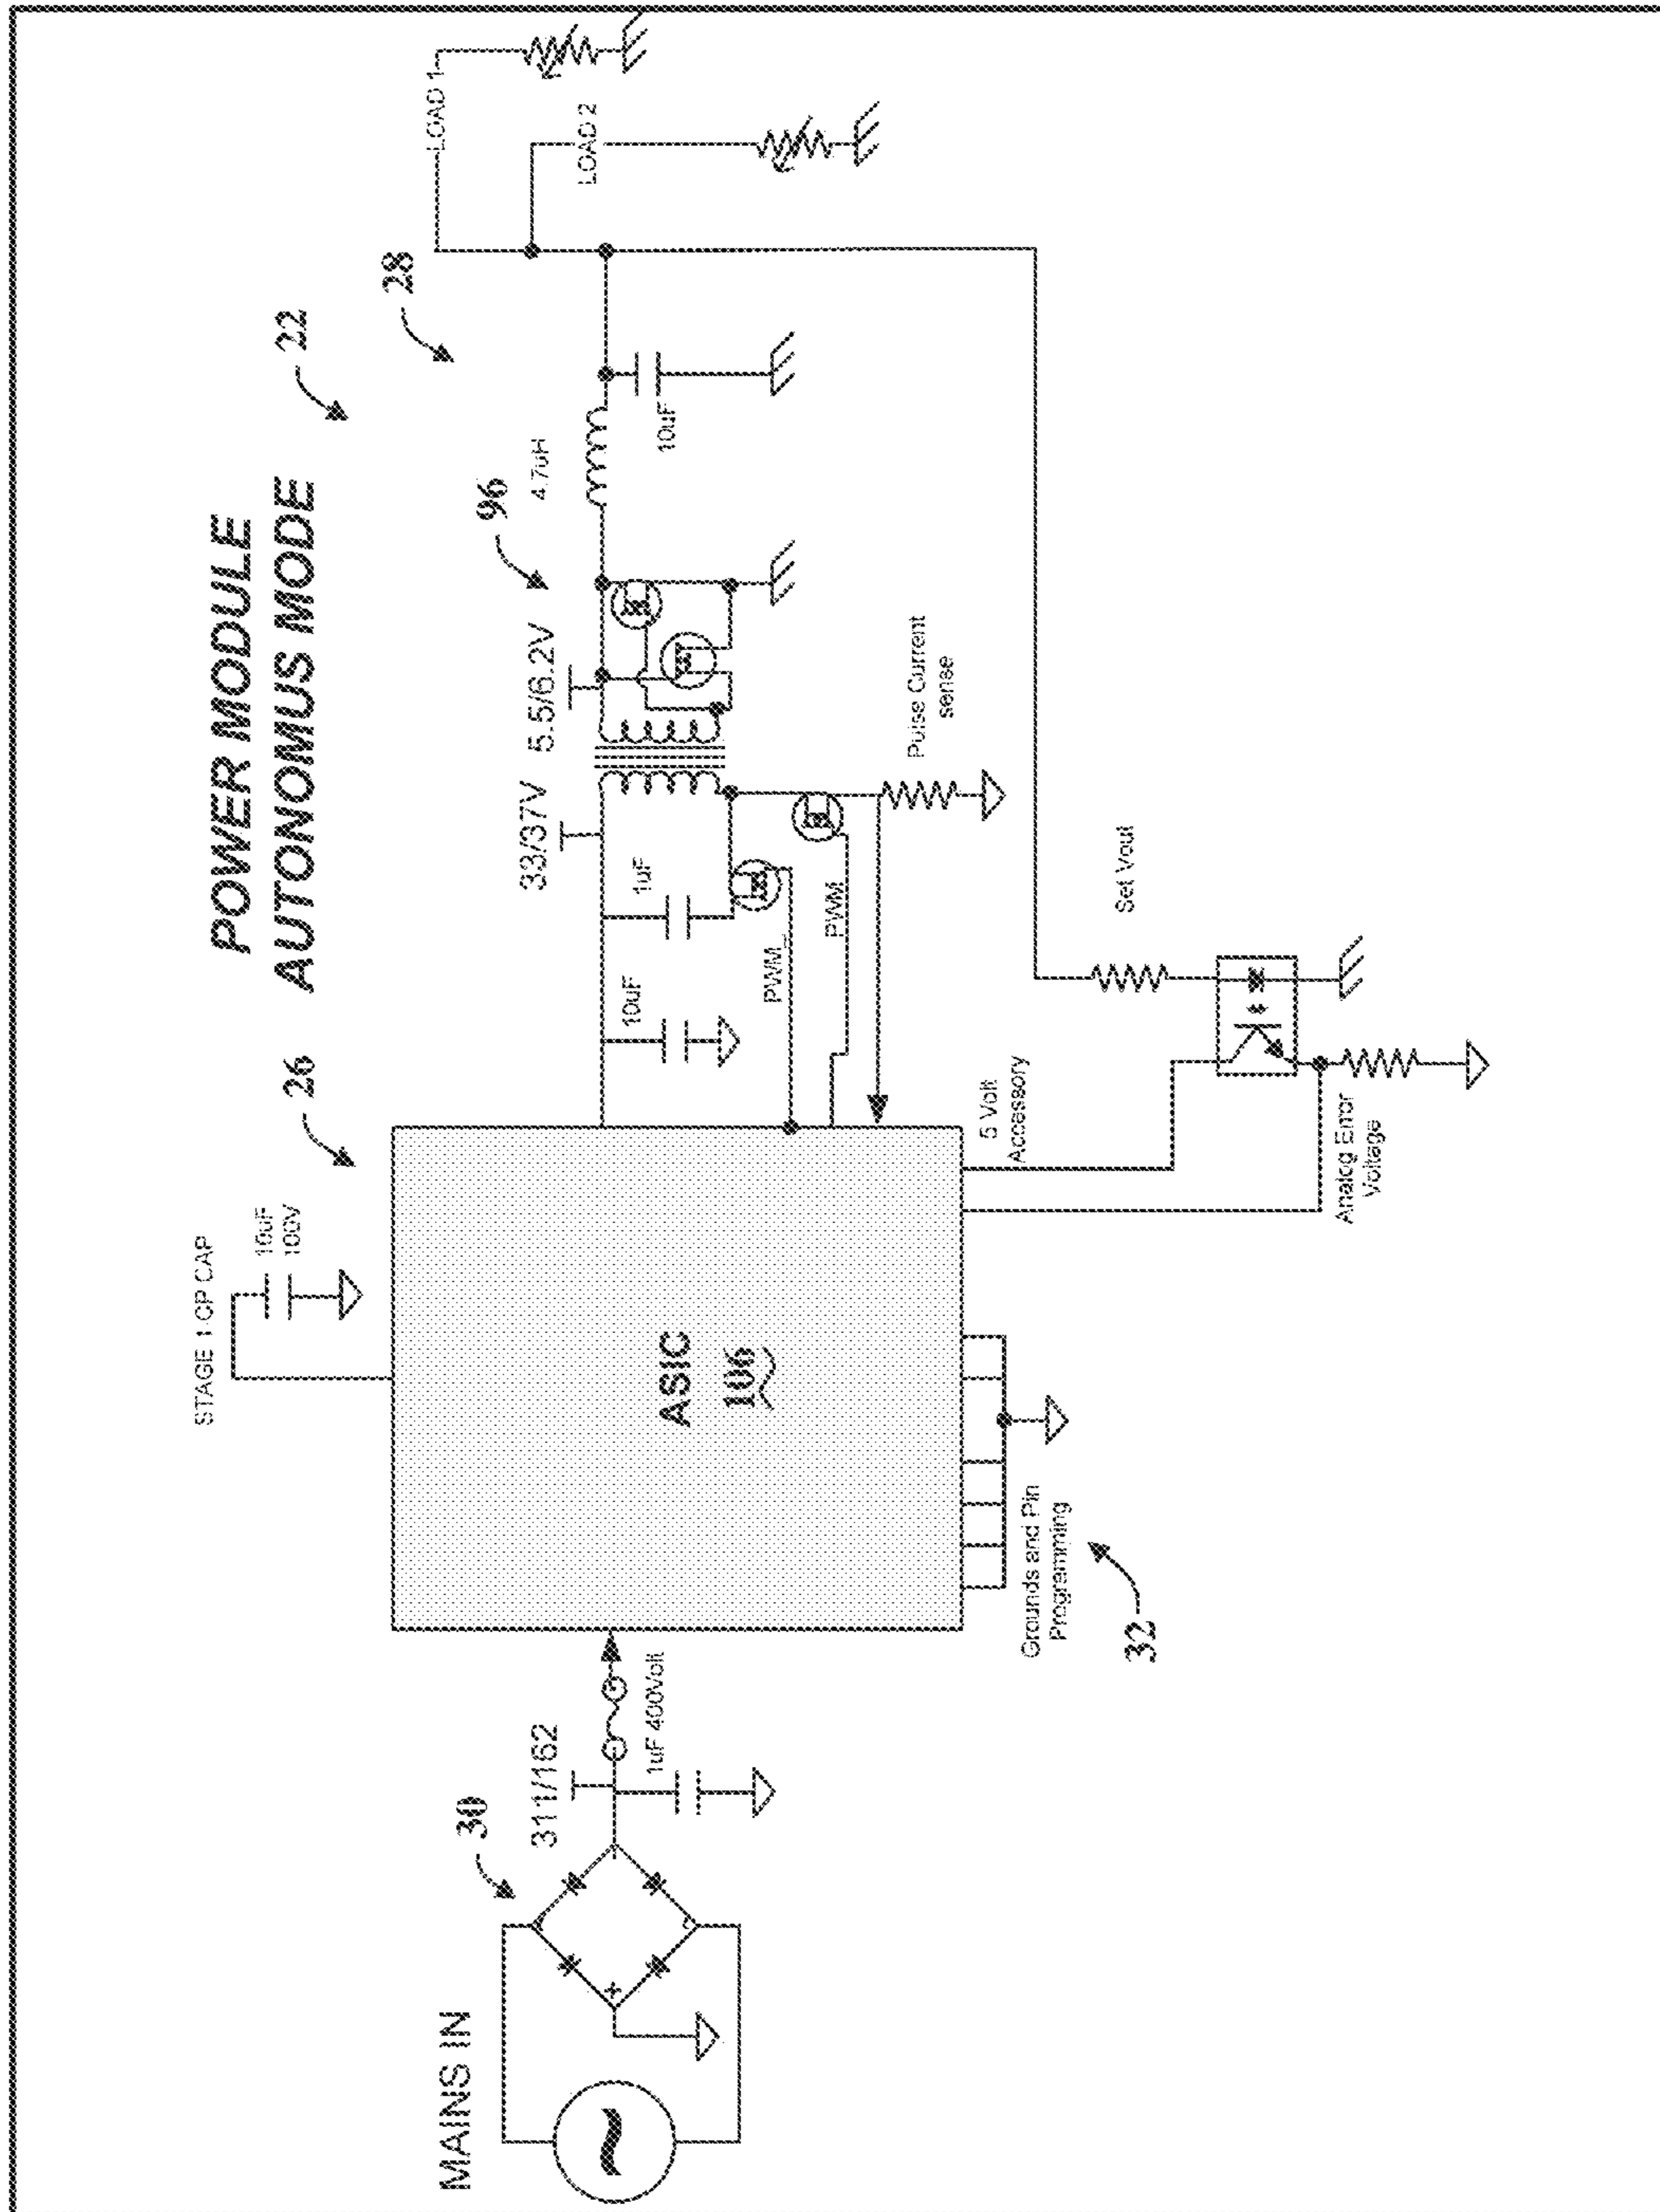 POWER MODULE
AUTONOMUS MODE
22
28
26
96
30
32
STAGE 1 CP CAP
10uF
100V
MAINS IN
311/162
1uF 400Volt
ASIC
106
Grounds and Pin
Programming
10uF
1uF
33/37V
5.5/6.2V
4.7uH
10uF
LOAD 1
LOAD 2
PWM_
PWM
Pulse Current
sense
5 Volt
Accessory
Analog Error
Voltage
Set Vout
+
-